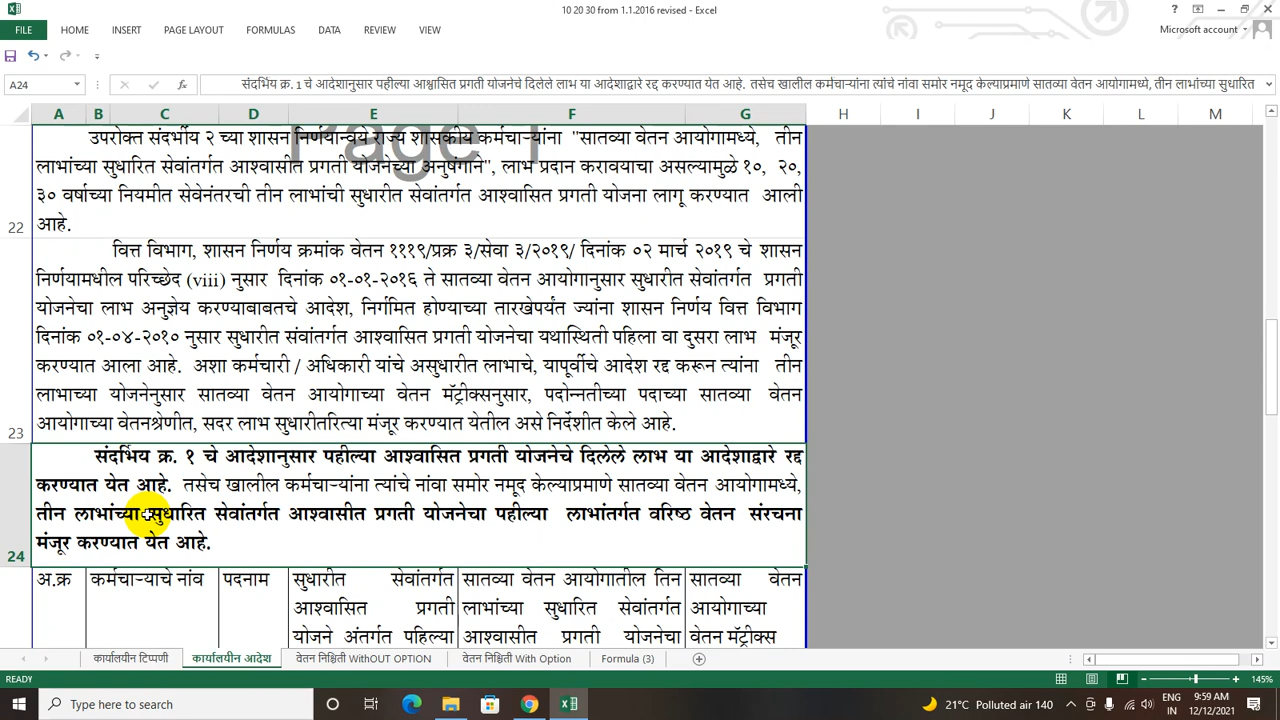 10 20 30 from 1.1.2016 revised - Excel
FILE HOME INSERT PAGE LAYOUT FORMULAS DATA REVIEW VIEW Microsoft account
A24 संदर्भिय क्र. 1 चे आदेशानुसार पहील्या आश्वासित प्रगती योजनेचे दिलेले लाभ या आदेशाद्वारे रद्द करण्यात येत आहे. तसेच खालील कर्मचाऱ्यांना त्यांचे नांवा समोर नमूद केल्याप्रमाणे सातव्या वेतन आयोगामध्ये, तीन लाभांच्या सुधारित
A B C D E F G H I J K L M
Page 1
उपरोक्त संदर्भीय २ च्या शासन निर्णयान्वये राज्य शासकीय कर्मचाऱ्यांना "सातव्या वेतन आयोगामध्ये, तीन
लाभांच्या सुधारित सेवांतर्गत आश्वासीत प्रगती योजनेच्या अनुषंगाने", लाभ प्रदान करावयाचा असल्यामुळे १०, २०,
३० वर्षाच्या नियमीत सेवेनंतरची तीन लाभांची सुधारीत सेवांतर्गत आश्वासित प्रगती योजना लागू करण्यात आली
आहे.
22
वित्त विभाग, शासन निर्णय क्रमांक वेतन १११९/प्रक्र ३/सेवा ३/२०१९/ दिनांक ०२ मार्च २०१९ चे शासन
निर्णयामधील परिच्छेद (viii) नुसार दिनांक ०१-०१-२०१६ ते सातव्या वेतन आयोगानुसार सुधारीत सेवांतर्गत प्रगती
योजनेचा लाभ अनुज्ञेय करण्याबाबतचे आदेश, निर्गमित होण्याच्या तारखेपर्यंत ज्यांना शासन निर्णय वित्त विभाग
दिनांक ०१-०४-२०१० नुसार सुधारीत संवांतर्गत आश्वासित प्रगती योजनेचा यथास्थिती पहिला वा दुसरा लाभ मंजूर
करण्यात आला आहे. अशा कर्मचारी / अधिकारी यांचे असुधारीत लाभाचे, यापूर्वीचे आदेश रद्द करून त्यांना तीन
लाभाच्या योजनेनुसार सातव्या वेतन आयोगाच्या वेतन मॅट्रीक्सनुसार, पदोन्नतीच्या पदाच्या सातव्या वेतन
आयोगाच्या वेतनश्रेणीत, सदर लाभ सुधारीतरित्या मंजूर करण्यात येतील असे निर्देशीत केले आहे.
23
संदर्भिय क्र. १ चे आदेशानुसार पहील्या आश्वासित प्रगती योजनेचे दिलेले लाभ या आदेशाद्वारे रद्द
करण्यात येत आहे. तसेच खालील कर्मचाऱ्यांना त्यांचे नांवा समोर नमूद केल्याप्रमाणे सातव्या वेतन आयोगामध्ये,
तीन लाभांच्या सुधारित सेवांतर्गत आश्वासीत प्रगती योजनेचा पहील्या लाभांतर्गत वरिष्ठ वेतन संरचना
मंजूर करण्यात येत आहे.
24
अ.क्र कर्मचाऱ्याचे नांव पदनाम सुधारीत सेवांतर्गत सातव्या वेतन आयोगातील तिन सातव्या वेतन
आश्वासित प्रगती लाभांच्या सुधारित सेवांतर्गत आयोगाच्या
योजने अंतर्गत पहिल्या आश्वासीत प्रगती योजनेचा वेतन मॅट्रीक्स
कार्यालयीन टिप्पणी कार्यालयीन आदेश वेतन निश्चिती WithOUT OPTION वेतन निश्चिती With Option Formula (3)
READY 145%
Type here to search 21°C Polluted air 140 ENG IN 9:59 AM 12/12/2021